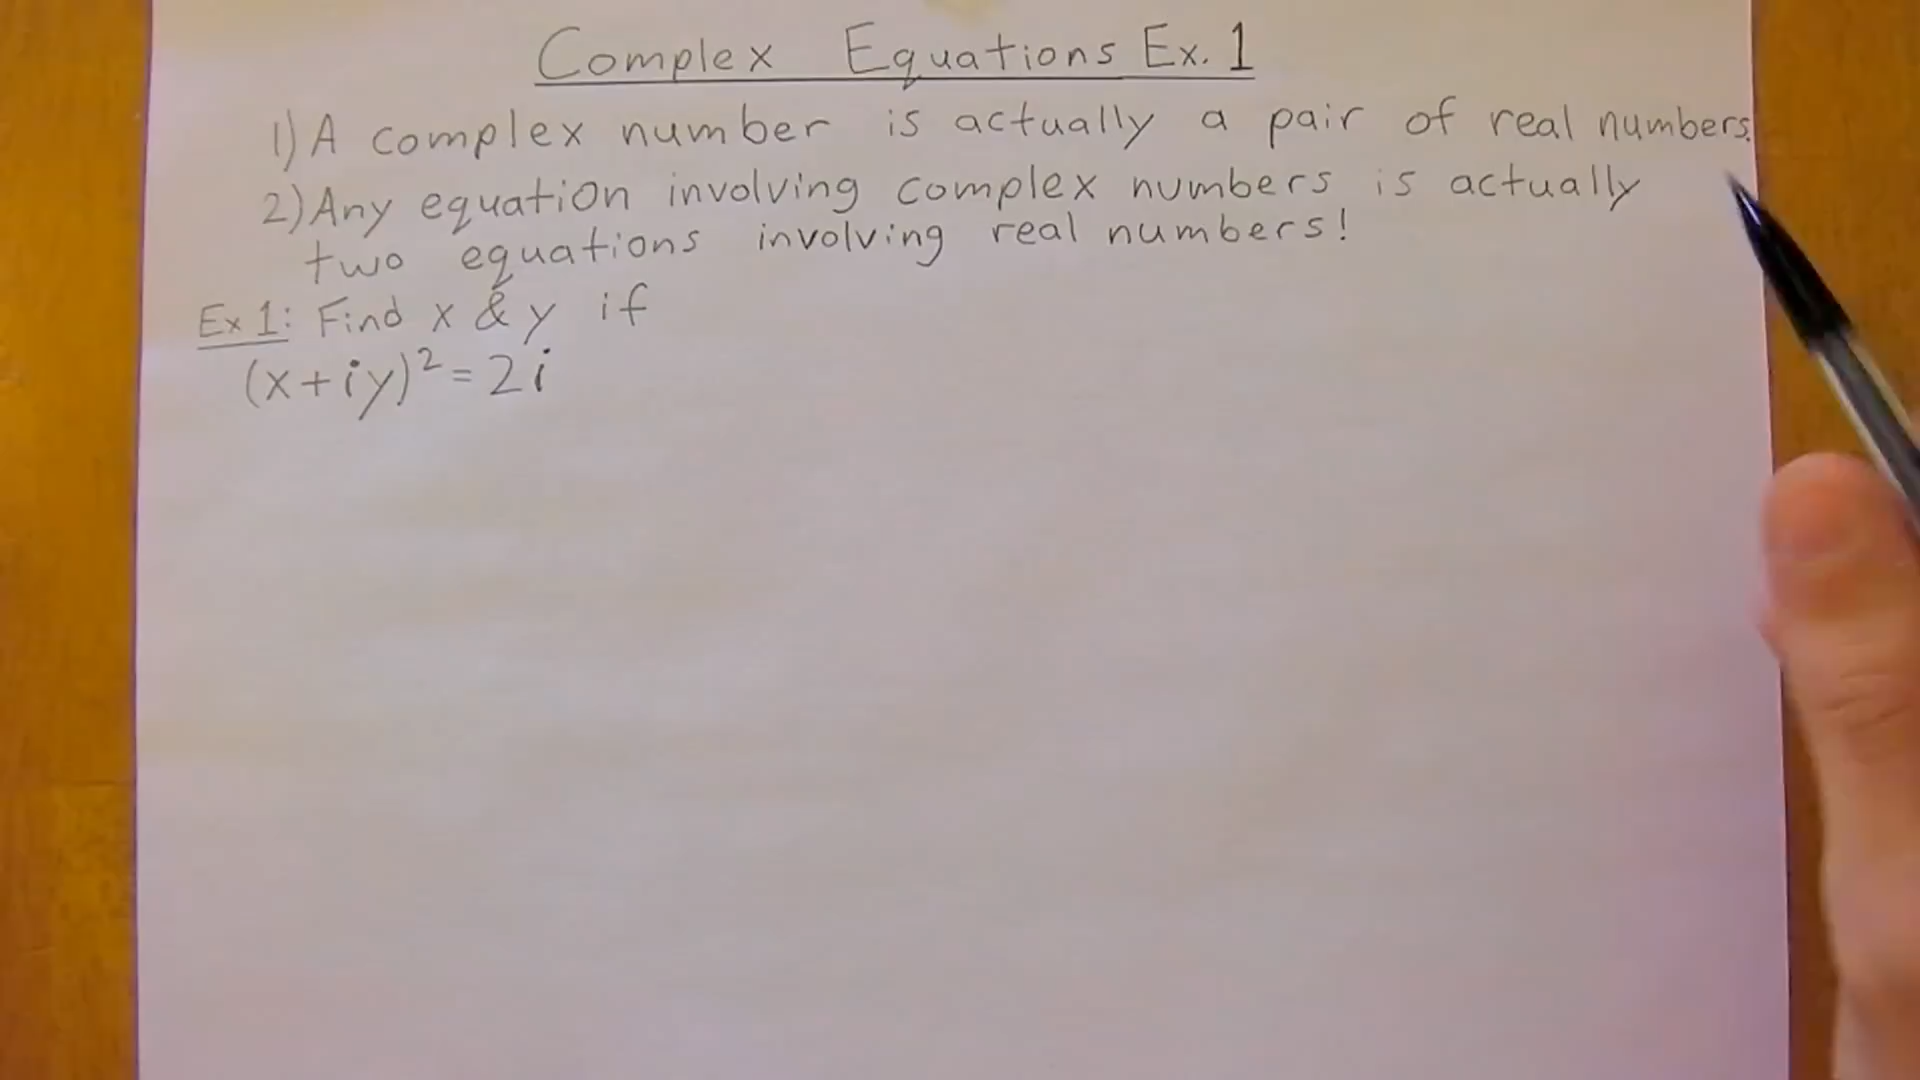 Complex Equations Ex. 1
1) A complex number is actually a pair of real numbers.
2) Any equation involving complex numbers is actually
two equations involving real numbers!
Ex 1: Find x & y if
(x+iy)² = 2i